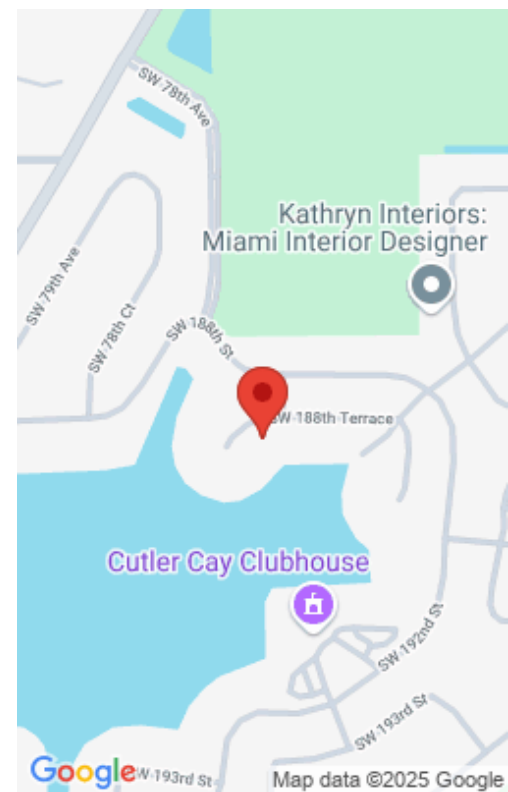 SW 78th Ave
Kathryn Interiors:
Miami Interior Designer
SW 79th Ave
SW 78th Ct
SW 188th St
SW 188th Terrace
Cutler Cay Clubhouse
SW 192nd St
SW 193rd St
SW 193rd St
Google
Map data ©2025 Google